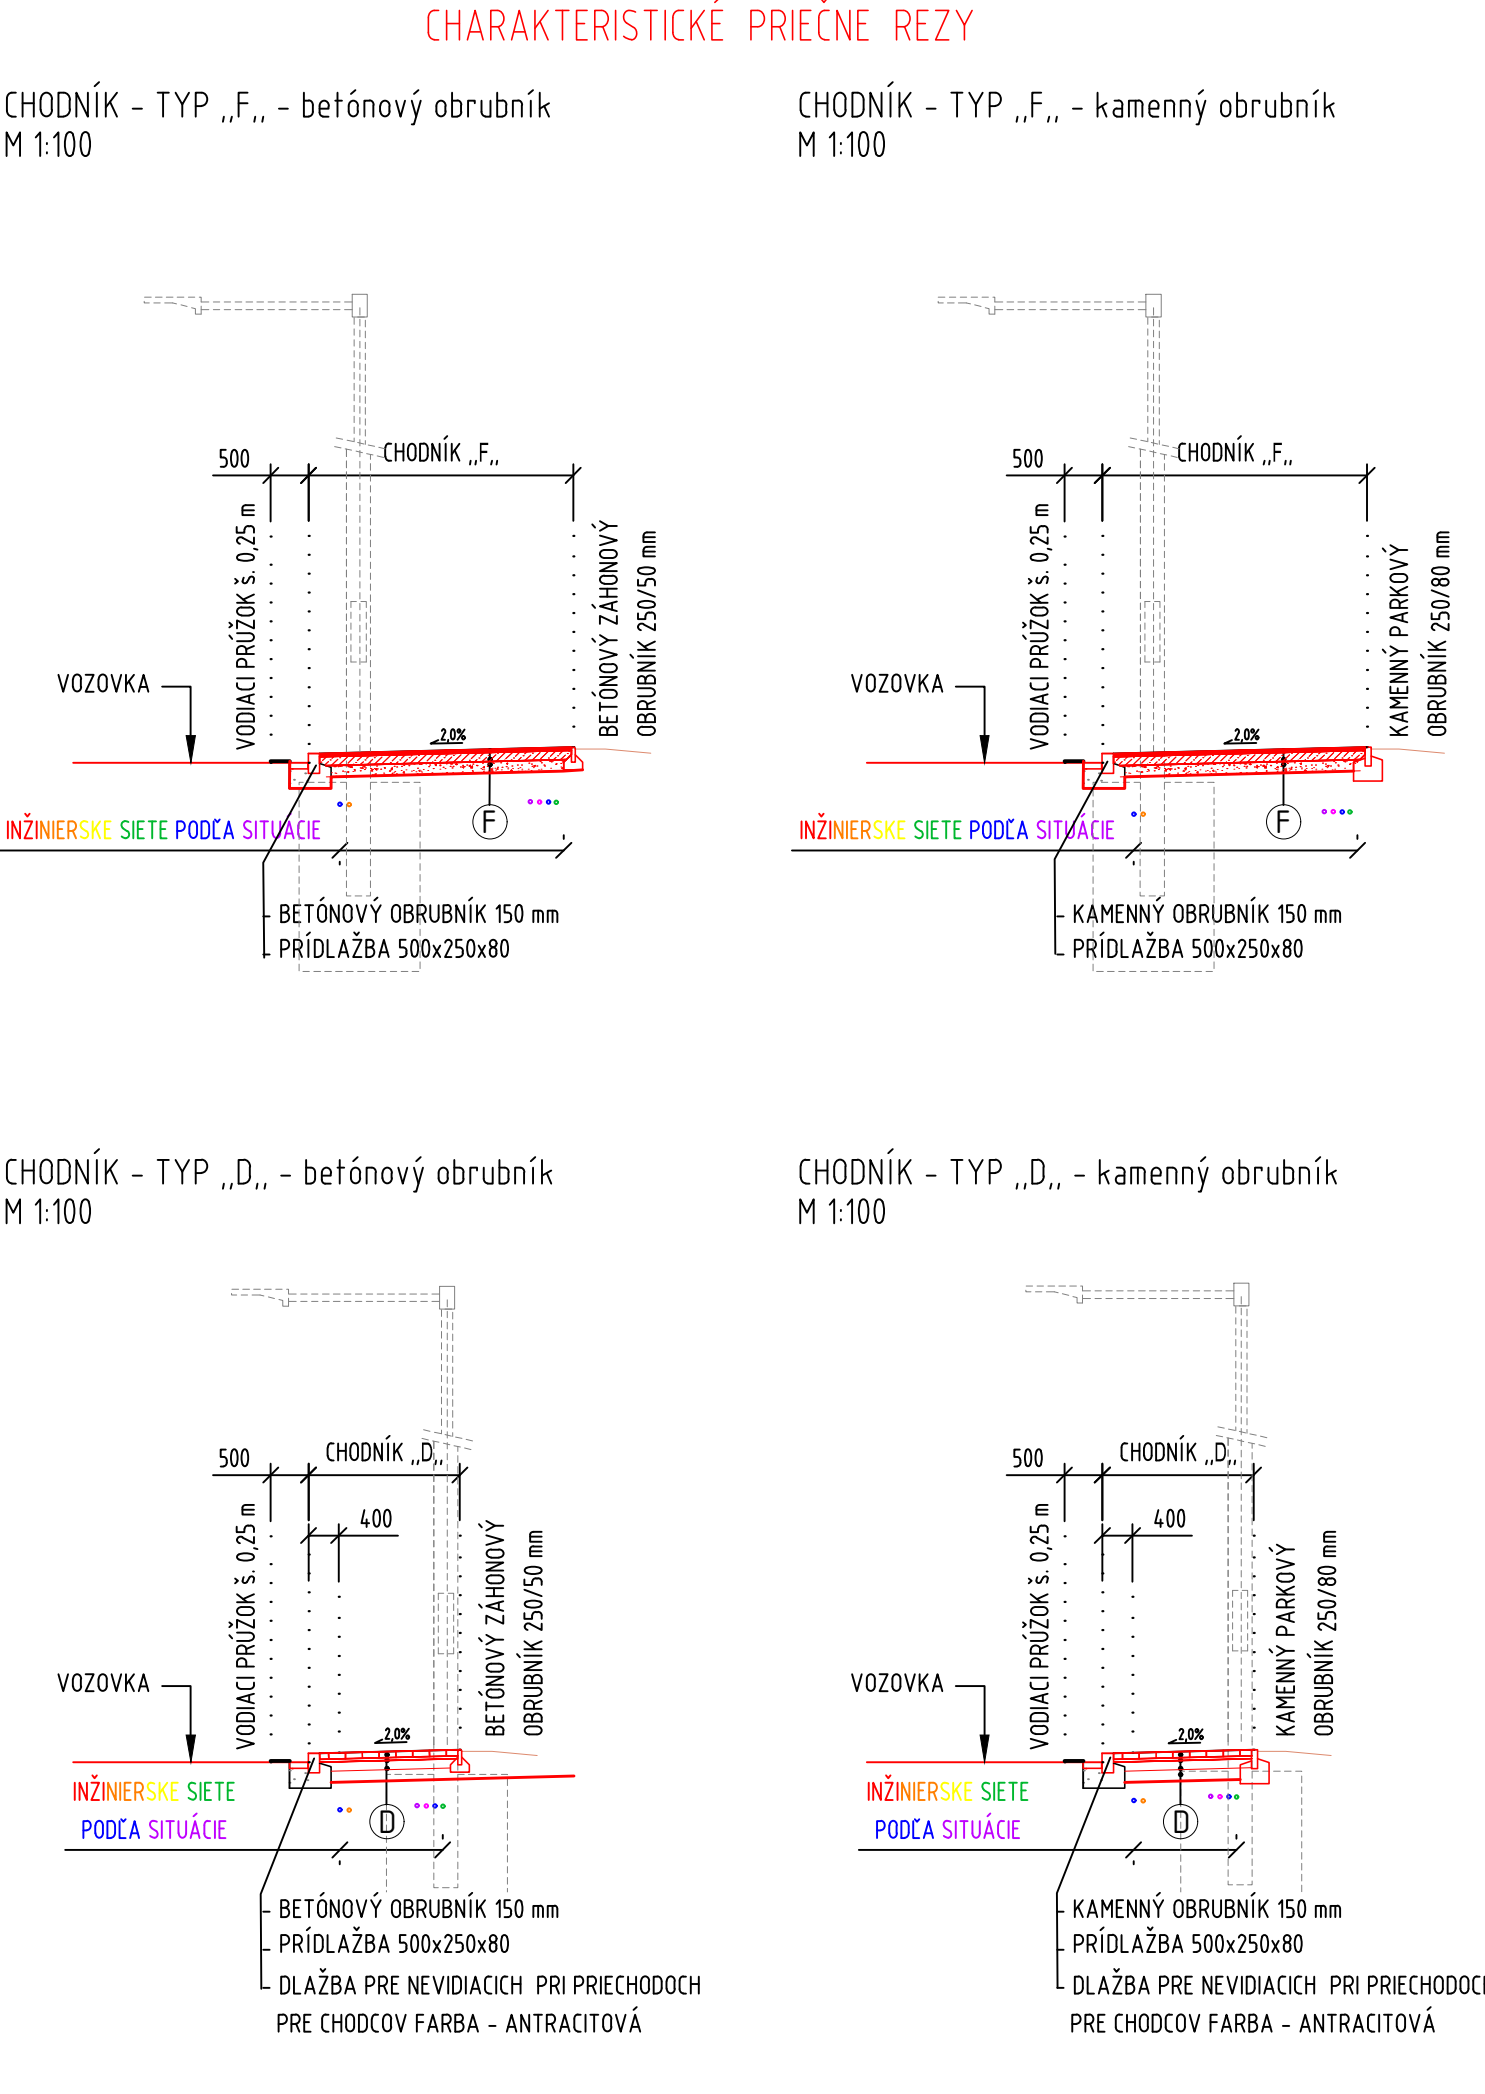 CHARAKTERISTICKÉ PRIEČNE REZY
CHODNÍK - TYP ,,F,, - betónový obrubník
M 1:100
500
CHODNÍK ,,F,,
VODIACI PRÚŽOK š. 0,25 m
BETÓNOVÝ ZÁHONOVÝ
OBRUBNÍK 250/50 mm
VOZOVKA
2,0%
INŽINIERSKE SIETE PODĽA SITUÁCIE
F
- BETÓNOVÝ OBRUBNÍK 150 mm
- PRÍDLAŽBA 500x250x80
CHODNÍK - TYP ,,F,, - kamenný obrubník
M 1:100
500
CHODNÍK ,,F,,
VODIACI PRÚŽOK š. 0,25 m
KAMENNÝ PARKOVÝ
OBRUBNÍK 250/80 mm
VOZOVKA
2,0%
INŽINIERSKE SIETE PODĽA SITUÁCIE
F
- KAMENNÝ OBRUBNÍK 150 mm
- PRÍDLAŽBA 500x250x80
CHODNÍK - TYP ,,D,, - betónový obrubník
M 1:100
500
CHODNÍK ,,D,,
400
VODIACI PRÚŽOK š. 0,25 m
BETÓNOVÝ ZÁHONOVÝ
OBRUBNÍK 250/50 mm
VOZOVKA
2,0%
INŽINIERSKE SIETE
PODĽA SITUÁCIE
D
- BETÓNOVÝ OBRUBNÍK 150 mm
- PRÍDLAŽBA 500x250x80
- DLAŽBA PRE NEVIDIACICH PRI PRIECHODOCH
PRE CHODCOV FARBA - ANTRACITOVÁ
CHODNÍK - TYP ,,D,, - kamenný obrubník
M 1:100
500
CHODNÍK ,,D,,
400
VODIACI PRÚŽOK š. 0,25 m
KAMENNÝ PARKOVÝ
OBRUBNÍK 250/80 mm
VOZOVKA
2,0%
INŽINIERSKE SIETE
PODĽA SITUÁCIE
D
- KAMENNÝ OBRUBNÍK 150 mm
- PRÍDLAŽBA 500x250x80
- DLAŽBA PRE NEVIDIACICH PRI PRIECHODOCH
PRE CHODCOV FARBA - ANTRACITOVÁ